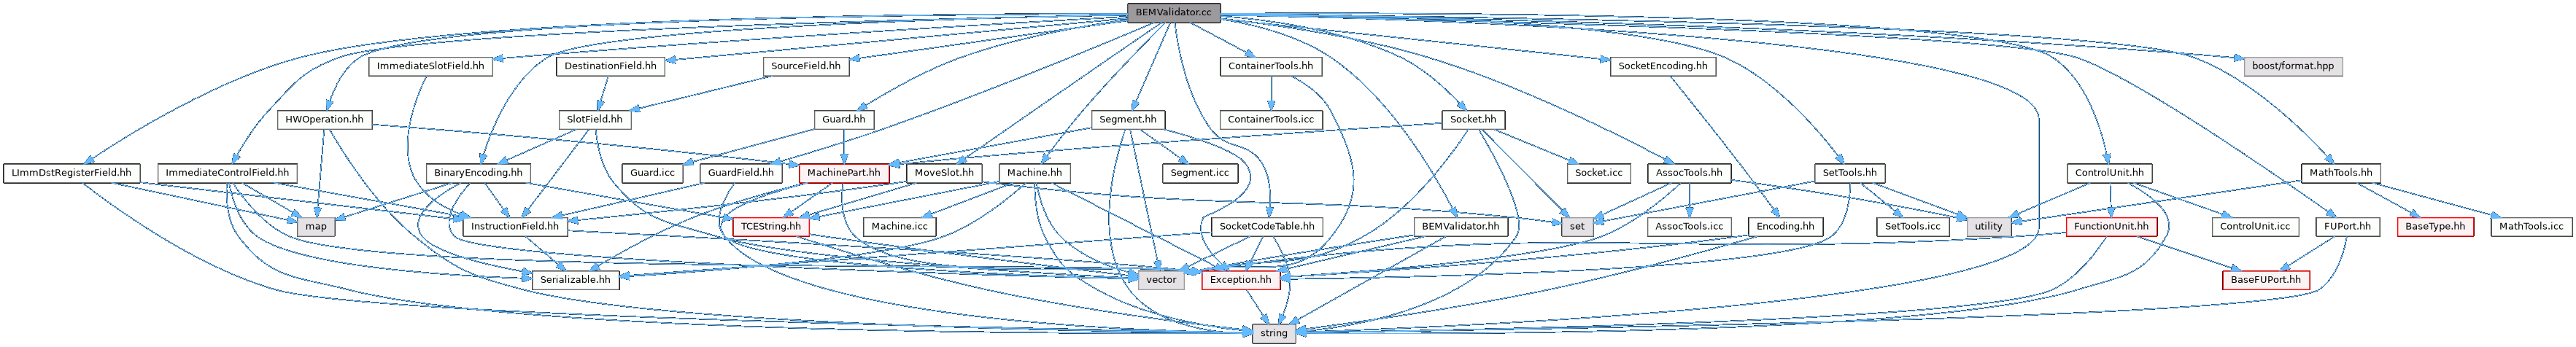 BEMValidator.cc
ImmediateSlotField.hh
DestinationField.hh
SourceField.hh
ContainerTools.hh
SocketEncoding.hh
boost/format.hpp
HWOperation.hh
SlotField.hh
Guard.hh
Segment.hh
ContainerTools.icc
Socket.hh
LImmDstRegisterField.hh
ImmediateControlField.hh
BinaryEncoding.hh
Guard.icc
GuardField.hh
MachinePart.hh
MoveSlot.hh
Machine.hh
Segment.icc
Socket.icc
AssocTools.hh
SetTools.hh
ControlUnit.hh
MathTools.hh
map
InstructionField.hh
TCEString.hh
Machine.icc
SocketCodeTable.hh
BEMValidator.hh
set
AssocTools.icc
Encoding.hh
SetTools.icc
utility
FunctionUnit.hh
ControlUnit.icc
FUPort.hh
BaseType.hh
MathTools.icc
Serializable.hh
vector
Exception.hh
BaseFUPort.hh
string